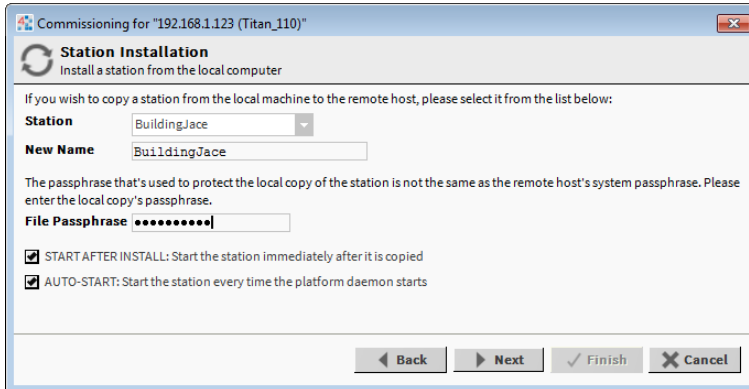 Commissioning for "192.168.1.123 (Titan_110)"
Station Installation
Install a station from the local computer
If you wish to copy a station from the local machine to the remote host, please select it from the list below:
Station BuildingJace
New Name BuildingJace
The passphrase that's used to protect the local copy of the station is not the same as the remote host's system passphrase. Please
enter the local copy's passphrase.
File Passphrase ●●●●●●●●●●
START AFTER INSTALL: Start the station immediately after it is copied
AUTO-START: Start the station every time the platform daemon starts
Back Next Finish Cancel